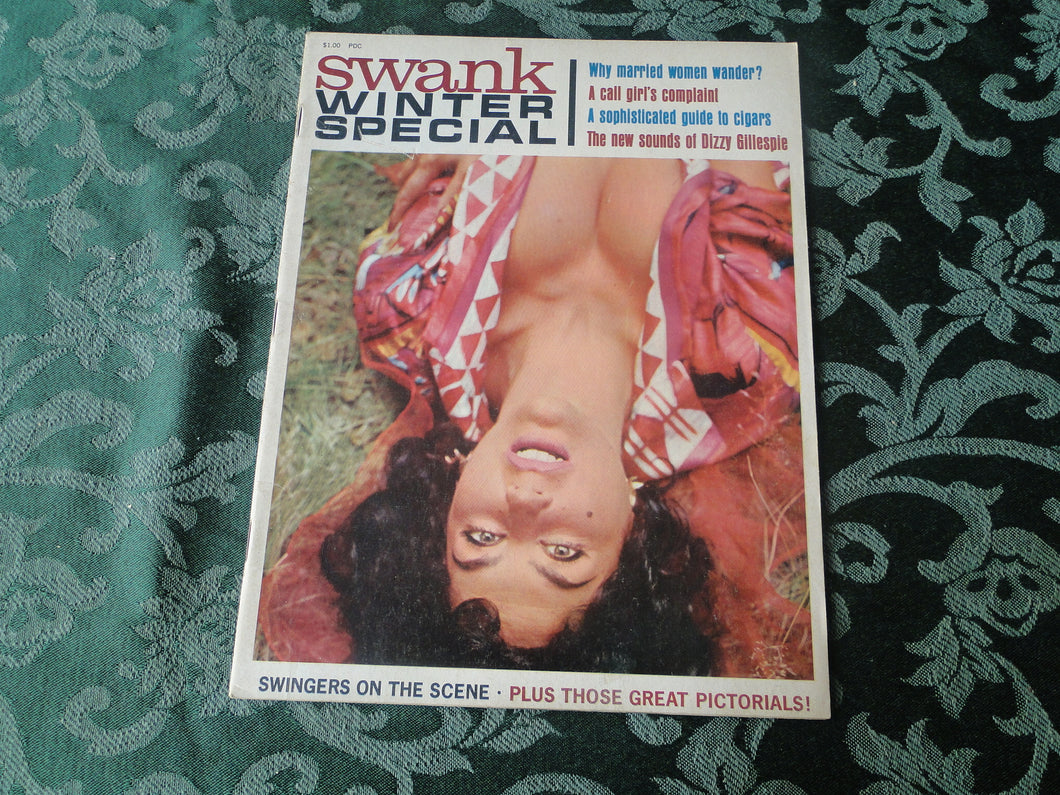 $1.00 PDC
swank
WINTER
SPECIAL
Why married women wander?
A call girl's complaint
A sophisticated guide to cigars
The new sounds of Dizzy Gillespie
SWINGERS ON THE SCENE · PLUS THOSE GREAT PICTORIALS!